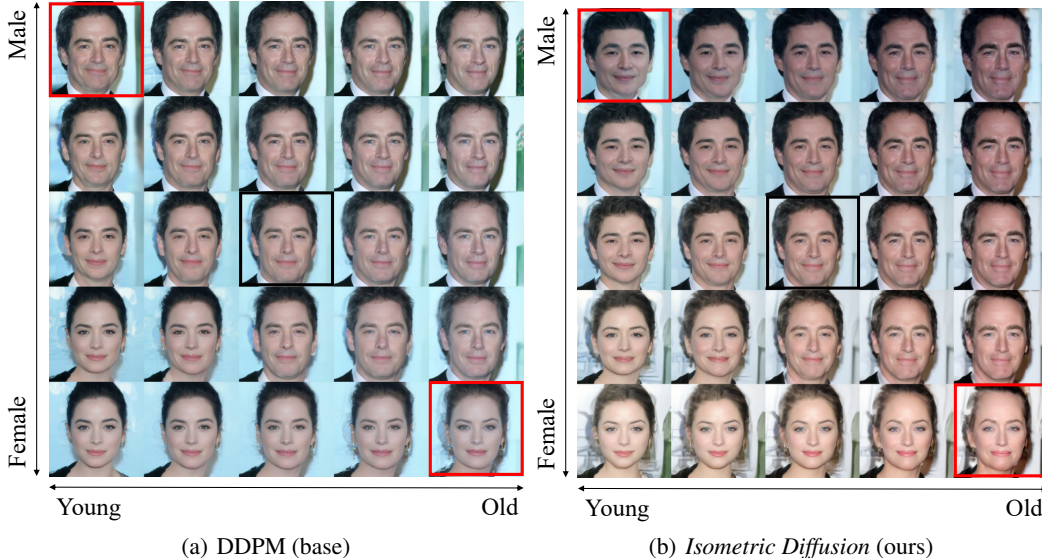 Male
Female
Young
Old
(a) DDPM (base)
Male
Female
Young
Old
(b) Isometric Diffusion (ours)